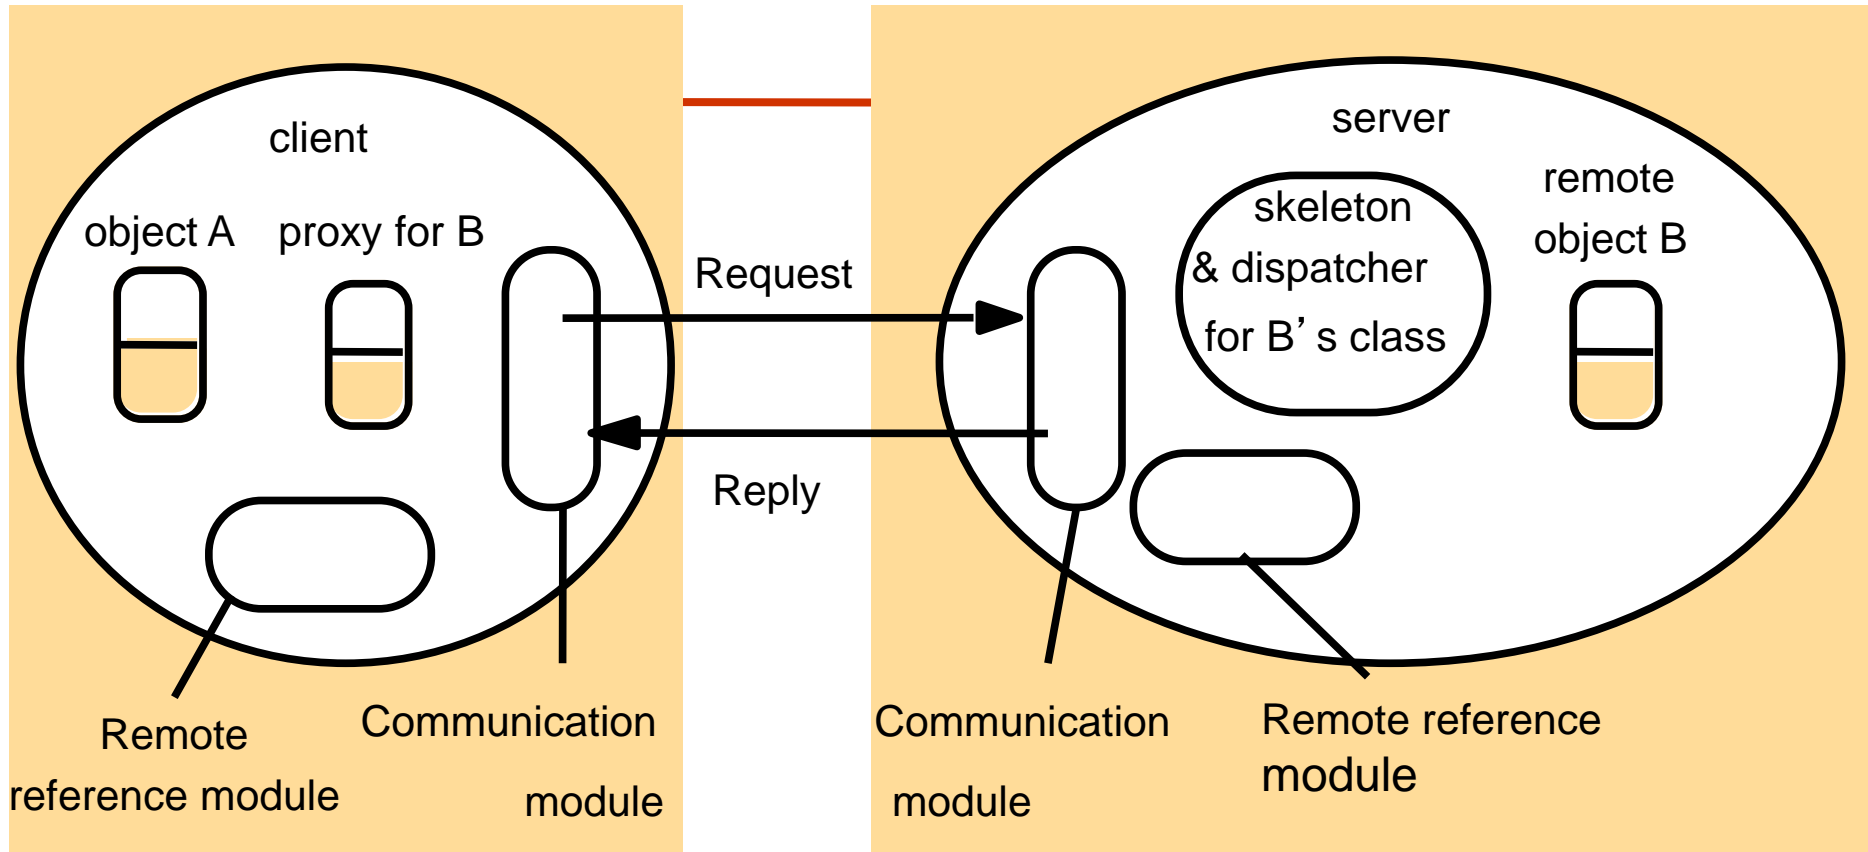 client
object A
proxy for B
Remote
reference module
Communication
module
Request
Reply
server
skeleton
& dispatcher
for B’ s class
remote
object B
Communication
module
Remote reference
module